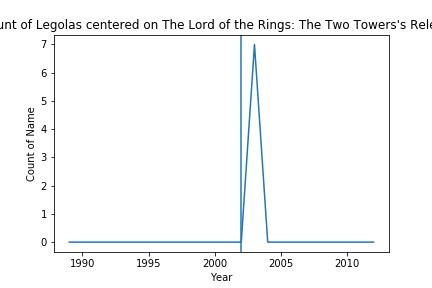 unt of Legolas centered on The Lord of the Rings: The Two Towers's Rele
7
6
5
4
3
2
1
0
Count of Name
1990 1995 2000 2005 2010
Year